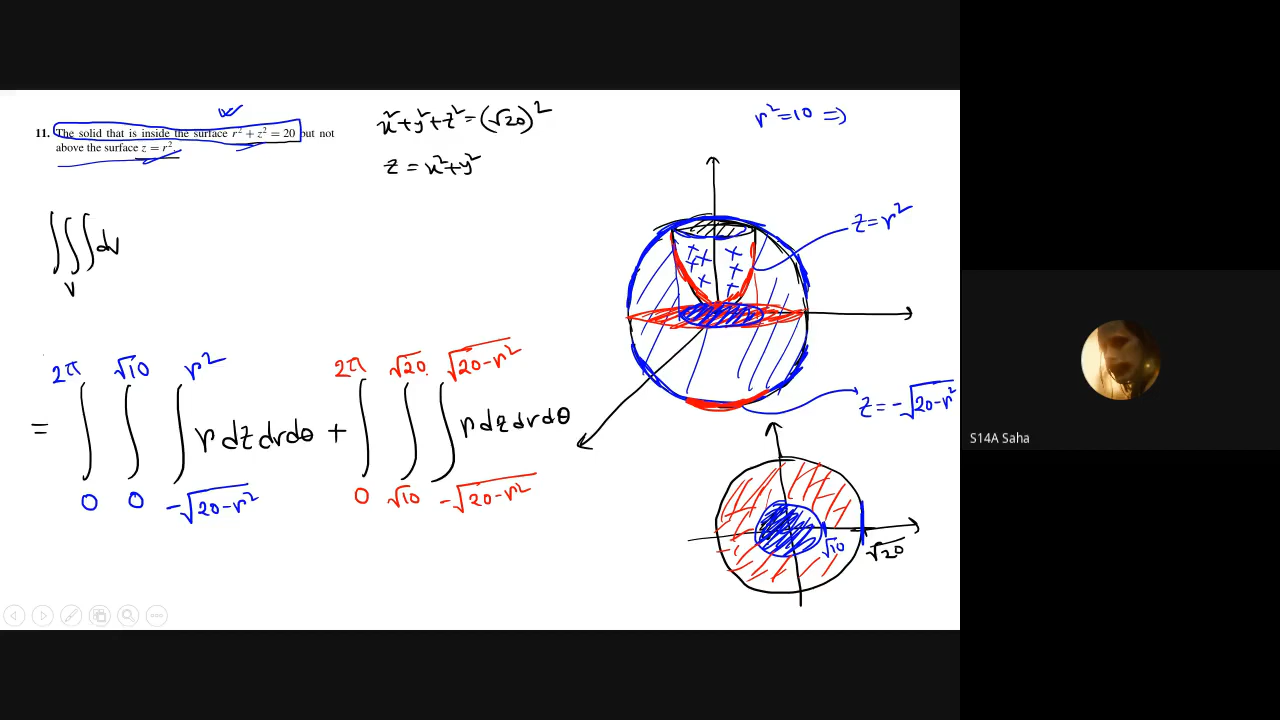 11. The solid that is inside the surface r² + z² = 20 but not
above the surface z = r².
x²+y²+z²=(√20)²
z = x²+y²
r²=10 =>
∫∫∫ dv
V
z=r²
z=-√20-r²
= ∫₀^2π ∫₀^√10 ∫_-√20-r²^r² r dz dr dθ + ∫₀^2π ∫_√10^√20 ∫_-√20-r²^√20-r² r dz dr dθ
√10
√20
S14A Saha